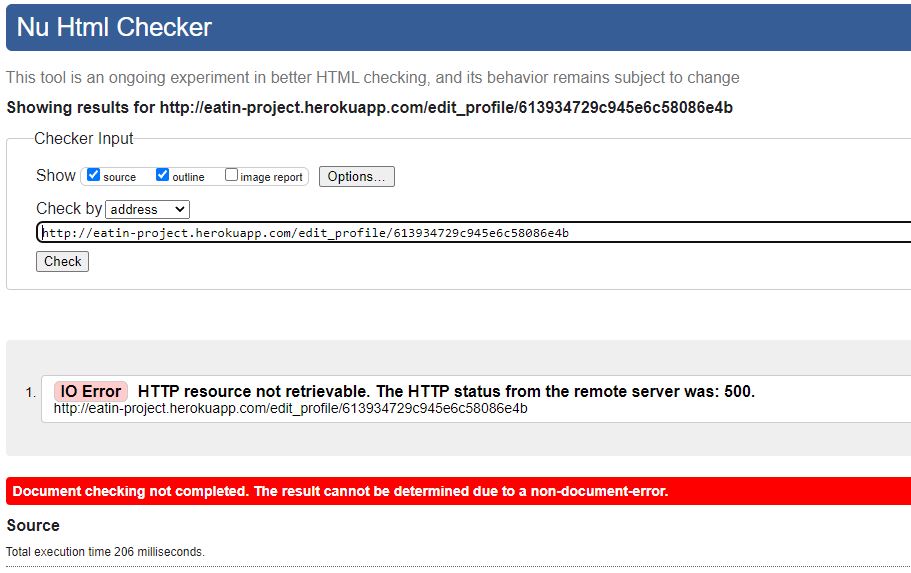 Nu Html Checker
This tool is an ongoing experiment in better HTML checking, and its behavior remains subject to change
Showing results for http://eatin-project.herokuapp.com/edit_profile/613934729c945e6c58086e4b
Checker Input
Show source outline image report Options...
Check by address
http://eatin-project.herokuapp.com/edit_profile/613934729c945e6c58086e4b
Check
1. IO Error HTTP resource not retrievable. The HTTP status from the remote server was: 500.
http://eatin-project.herokuapp.com/edit_profile/613934729c945e6c58086e4b
Document checking not completed. The result cannot be determined due to a non-document-error.
Source
Total execution time 206 milliseconds.